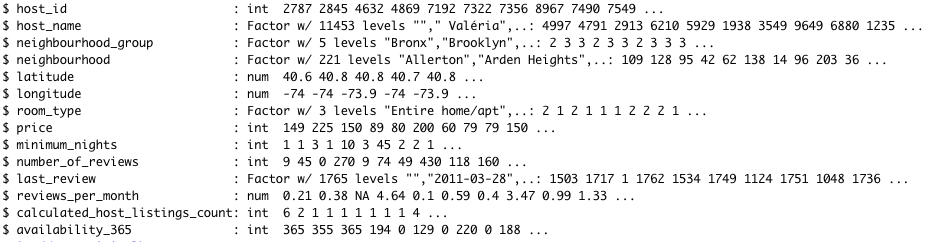 $ host_id : int 2787 2845 4632 4869 7192 7322 7356 8967 7490 7549 ...
$ host_name : Factor w/ 11453 levels ""," Valéria",..: 4997 4791 2913 6210 5929 1938 3549 9649 6880 1235 ...
$ neighbourhood_group : Factor w/ 5 levels "Bronx","Brooklyn",..: 2 3 3 2 3 3 2 3 3 3 ...
$ neighbourhood : Factor w/ 221 levels "Allerton","Arden Heights",..: 109 128 95 42 62 138 14 96 203 36 ...
$ latitude : num 40.6 40.8 40.8 40.7 40.8 ...
$ longitude : num -74 -74 -73.9 -74 -73.9 ...
$ room_type : Factor w/ 3 levels "Entire home/apt",..: 2 1 2 1 1 1 2 2 2 1 ...
$ price : int 149 225 150 89 80 200 60 79 79 150 ...
$ minimum_nights : int 1 1 3 1 10 3 45 2 2 1 ...
$ number_of_reviews : int 9 45 0 270 9 74 49 430 118 160 ...
$ last_review : Factor w/ 1765 levels "","2011-03-28",..: 1503 1717 1 1762 1534 1749 1124 1751 1048 1736 ...
$ reviews_per_month : num 0.21 0.38 NA 4.64 0.1 0.59 0.4 3.47 0.99 1.33 ...
$ calculated_host_listings_count: int 6 2 1 1 1 1 1 1 1 4 ...
$ availability_365 : int 365 355 365 194 0 129 0 220 0 188 ...